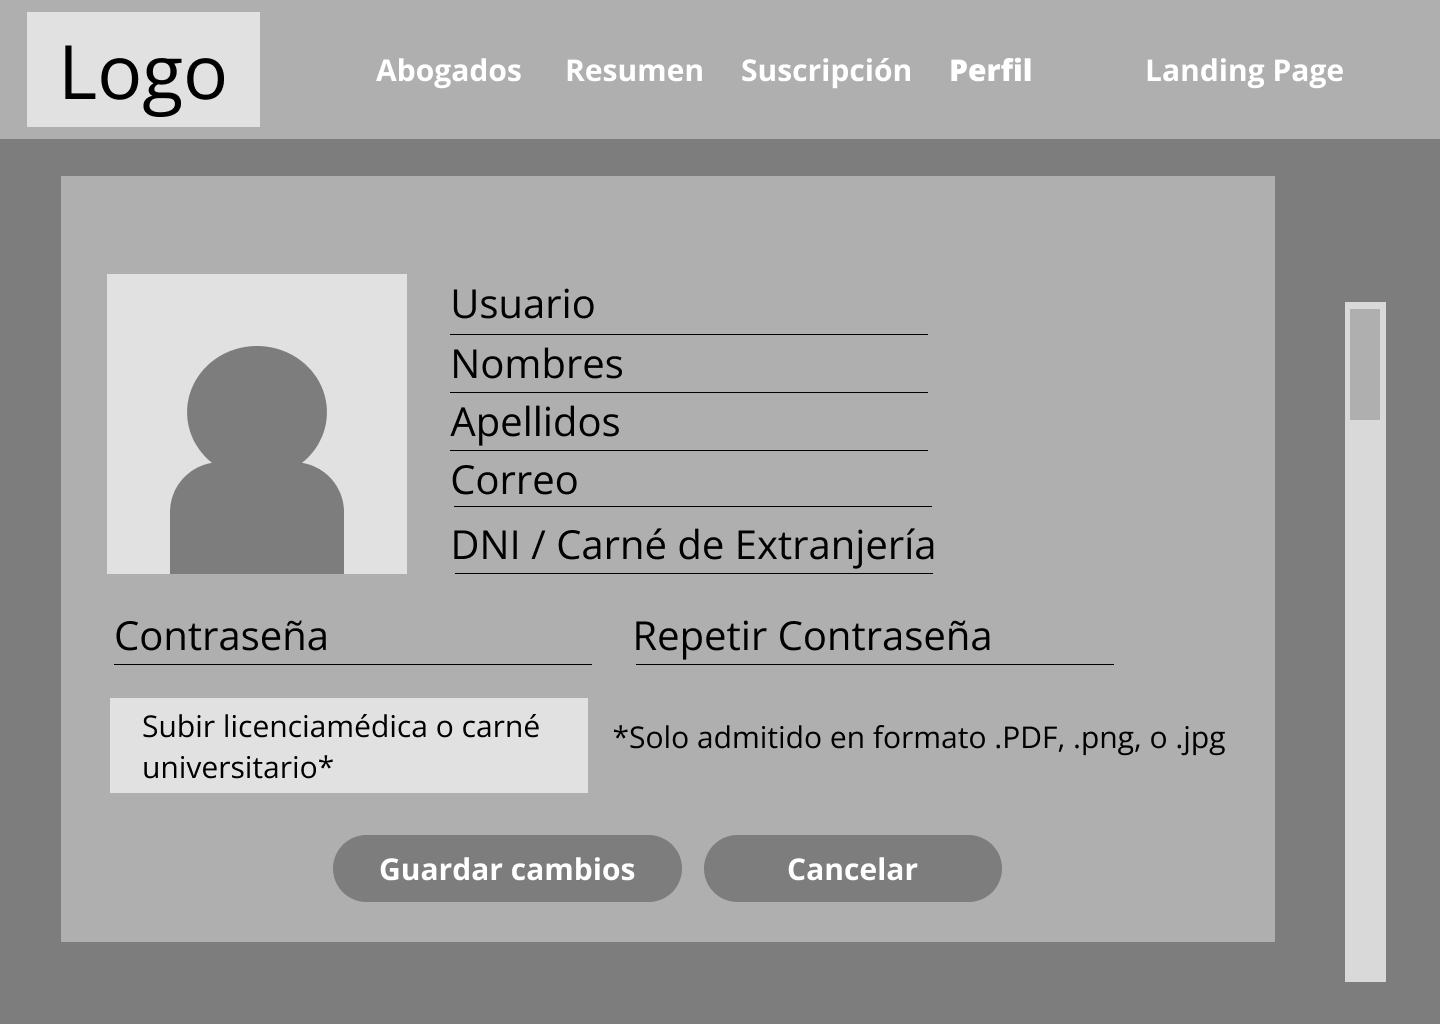 Logo
Abogados Resumen Suscripción Perfil Landing Page
Usuario
Nombres
Apellidos
Correo
DNI / Carné de Extranjería
Contraseña Repetir Contraseña
Subir licenciamédica o carné
universitario*
*Solo admitido en formato .PDF, .png, o .jpg
Guardar cambios Cancelar